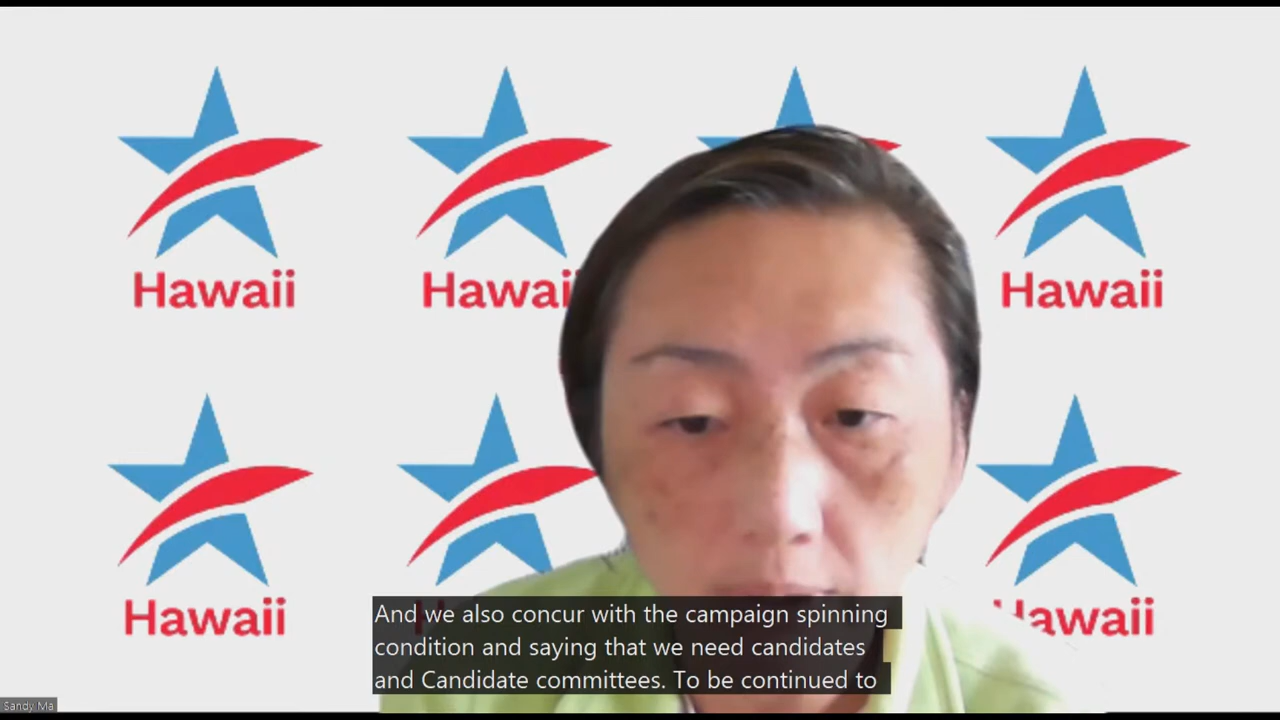 Hawaii
Hawaii
Hawaii
Hawaii
Hawaii
And we also concur with the campaign spinning
condition and saying that we need candidates
and Candidate committees. To be continued to
Sandy Ma